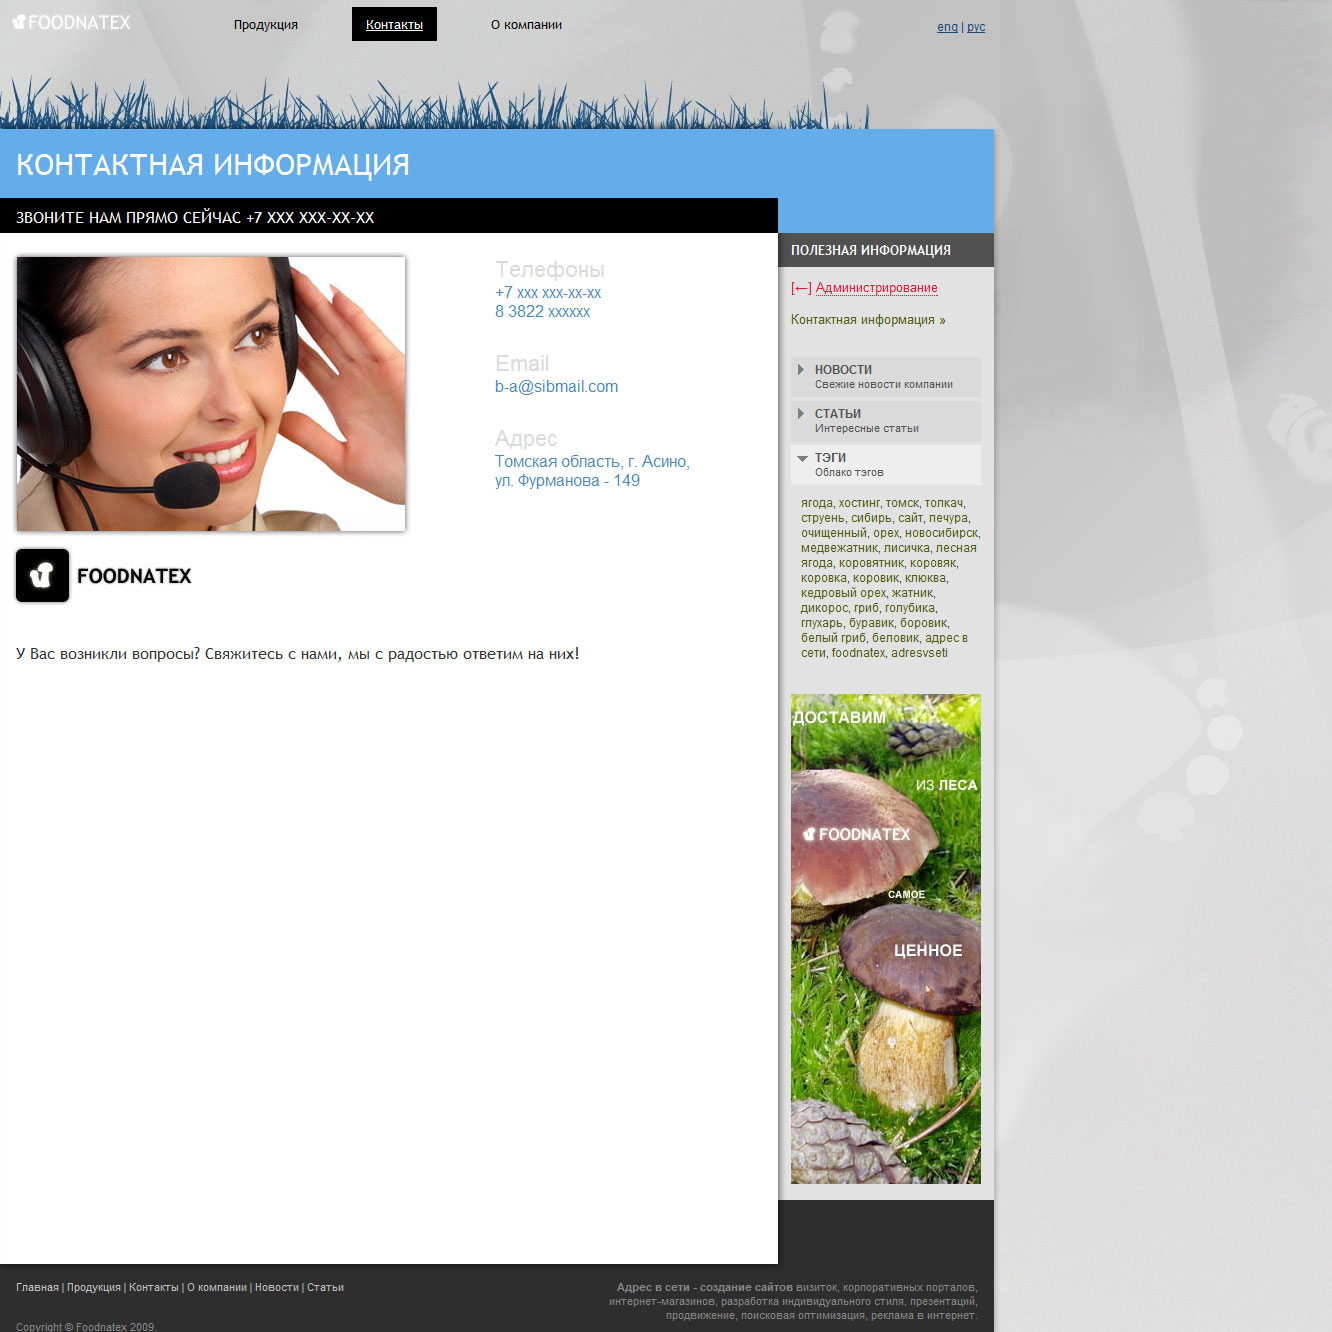 FOODNATEX
Продукция
Контакты
О компании
eng | рус
КОНТАКТНАЯ ИНФОРМАЦИЯ
ЗВОНИТЕ НАМ ПРЯМО СЕЙЧАС +7 XXX XXX-XX-XX
Телефоны
+7 xxx xxx-xx-xx
8 3822 xxxxxx
Email
b-a@sibmail.com
Адрес
Томская область, г. Асино,
ул. Фурманова - 149
FOODNATEX
У Вас возникли вопросы? Свяжитесь с нами, мы с радостью ответим на них!
ПОЛЕЗНАЯ ИНФОРМАЦИЯ
[←] Администрирование
Контактная информация »
НОВОСТИ
Свежие новости компании
СТАТЬИ
Интересные статьи
ТЭГИ
Облако тэгов
ягода, хостинг, томск, толкач,
струень, сибирь, сайт, печура,
очищенный, орех, новосибирск,
медвежатник, лисичка, лесная
ягода, коровятник, коровяк,
коровка, коровик, клюква,
кедровый орех, жатник,
дикорос, гриб, голубика,
глухарь, буравик, боровик,
белый гриб, беловик, адрес в
сети, foodnatex, adresvseti
ДОСТАВИМ
ИЗ ЛЕСА
FOODNATEX
САМОЕ
ЦЕННОЕ
Главная | Продукция | Контакты | О компании | Новости | Статьи
Copyright © Foodnatex 2009.
Адрес в сети - создание сайтов визиток, корпоративных порталов,
интернет-магазинов, разработка индивидуального стиля, презентаций,
продвижение, поисковая оптимизация, реклама в интернет.